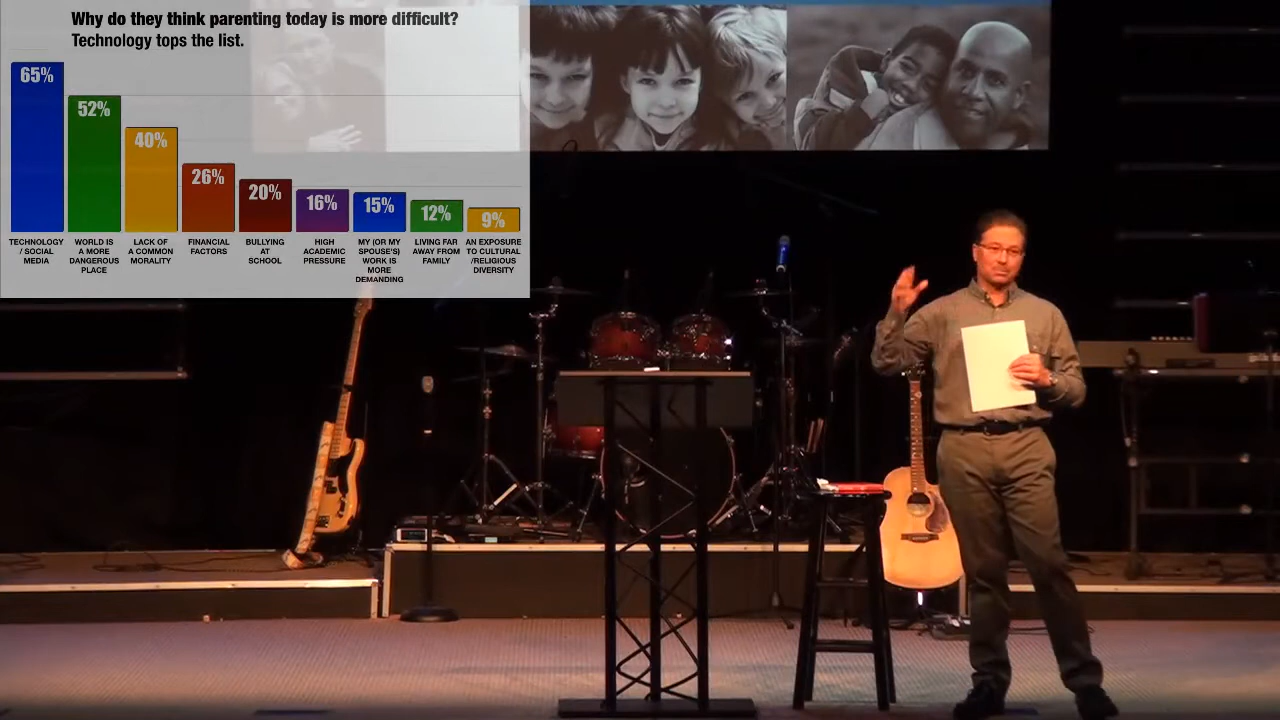 Why do they think parenting today is more difficult?
Technology tops the list.
65%
52%
40%
26%
20%
16%
15%
12%
9%
TECHNOLOGY
/ SOCIAL
MEDIA
WORLD IS
A MORE
DANGEROUS
PLACE
LACK OF
A COMMON
MORALITY
FINANCIAL
FACTORS
BULLYING
AT
SCHOOL
HIGH
ACADEMIC
PRESSURE
MY (OR MY
SPOUSE'S)
WORK IS
MORE
DEMANDING
LIVING FAR
AWAY FROM
FAMILY
AN EXPOSURE
TO CULTURAL
/RELIGIOUS
DIVERSITY